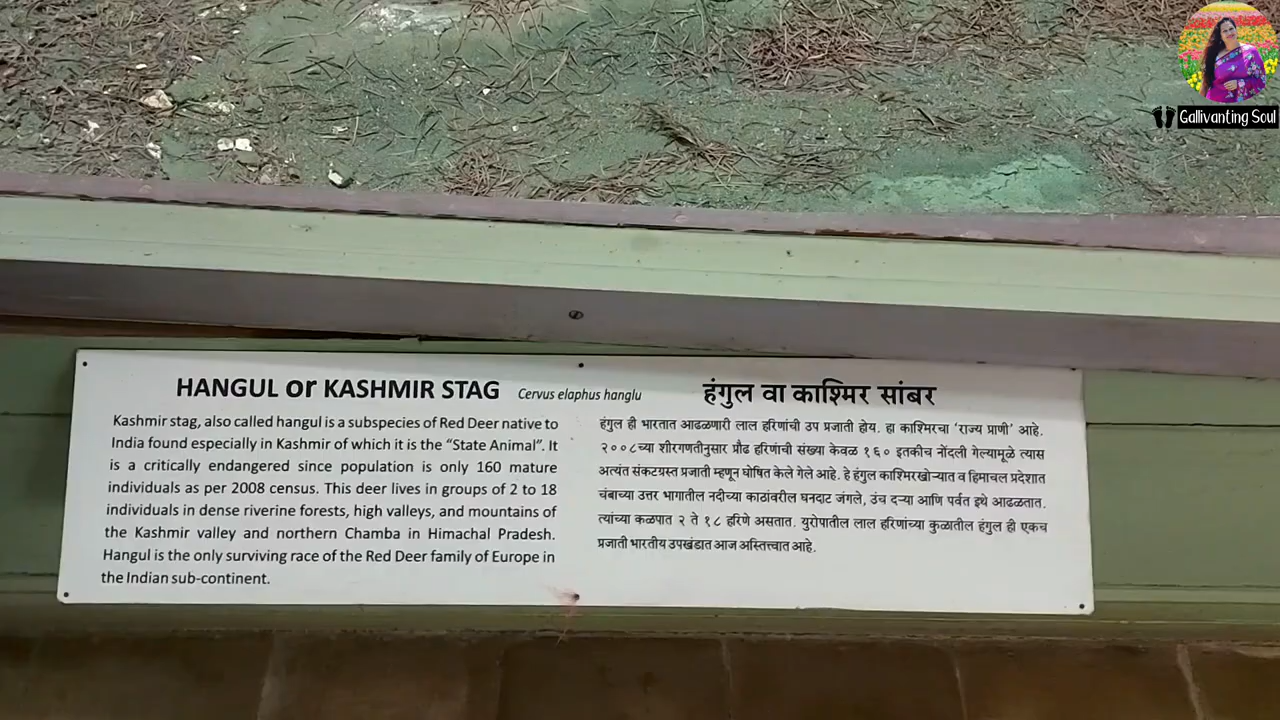 Gallivanting Soul
HANGUL or KASHMIR STAG Cervus elaphus hanglu
Kashmir stag, also called hangul is a subspecies of Red Deer native to
India found especially in Kashmir of which it is the “State Animal”. It
is a critically endangered since population is only 160 mature
individuals as per 2008 census. This deer lives in groups of 2 to 18
individuals in dense riverine forests, high valleys, and mountains of
the Kashmir valley and northern Chamba in Himachal Pradesh.
Hangul is the only surviving race of the Red Deer family of Europe in
the Indian sub-continent.
हंगुल वा काश्मिर सांबर
हंगुल ही भारतात आढळणारी लाल हरिणांची उप प्रजाती होय. हा काश्मिरचा ‘राज्य प्राणी’ आहे.
२००८च्या शीरगणतीनुसार प्रौढ हरिणांची संख्या केवळ १६० इतकीच नोंदली गेल्यामूळे त्यास
अत्यंत संकटग्रस्त प्रजाती म्हणून घोषित केले गेले आहे. हे हंगुल काश्मिरखोऱ्यात व हिमाचल प्रदेशात
चंबाच्या उत्तर भागातील नदीच्या काठांवरील घनदाट जंगले, उंच दऱ्या आणि पर्वत इथे आढळतात.
त्यांच्या कळपात २ ते १८ हरिणे असतात. युरोपातील लाल हरिणांच्या कुळातील हंगुल ही एकच
प्रजाती भारतीय उपखंडात आज अस्तित्त्वात आहे.